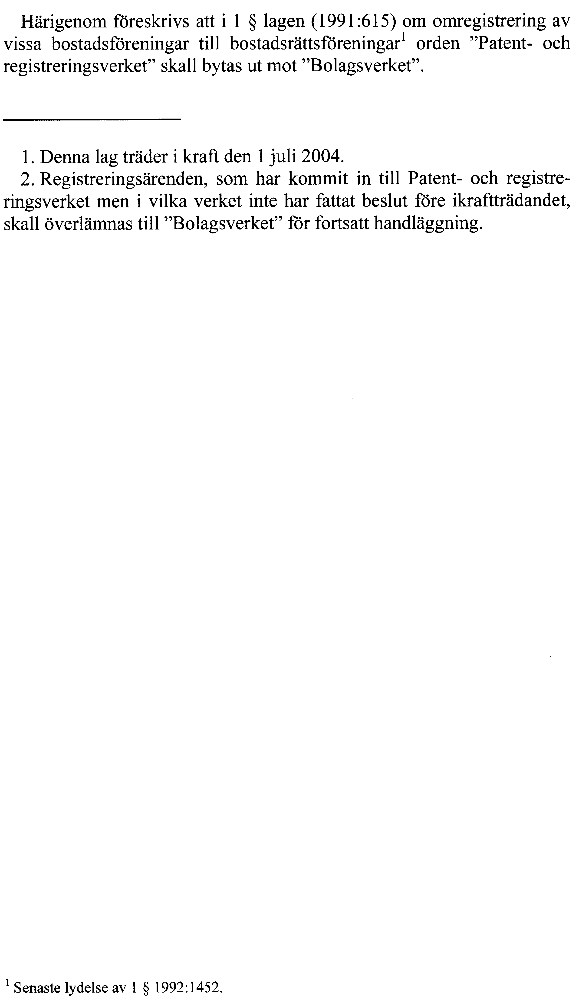 Härigenom föreskrivs att i 1 § lagen (1991:615) om omregistrering av
vissa bostadsföreningar till bostadsrättsföreningar¹ orden ”Patent- och
registreringsverket” skall bytas ut mot ”Bolagsverket”.
1. Denna lag träder i kraft den 1 juli 2004.
2. Registreringsärenden, som har kommit in till Patent- och registre-
ringsverket men i vilka verket inte har fattat beslut före ikraftträdandet,
skall överlämnas till ”Bolagsverket” för fortsatt handläggning.
¹ Senaste lydelse av 1 § 1992:1452.